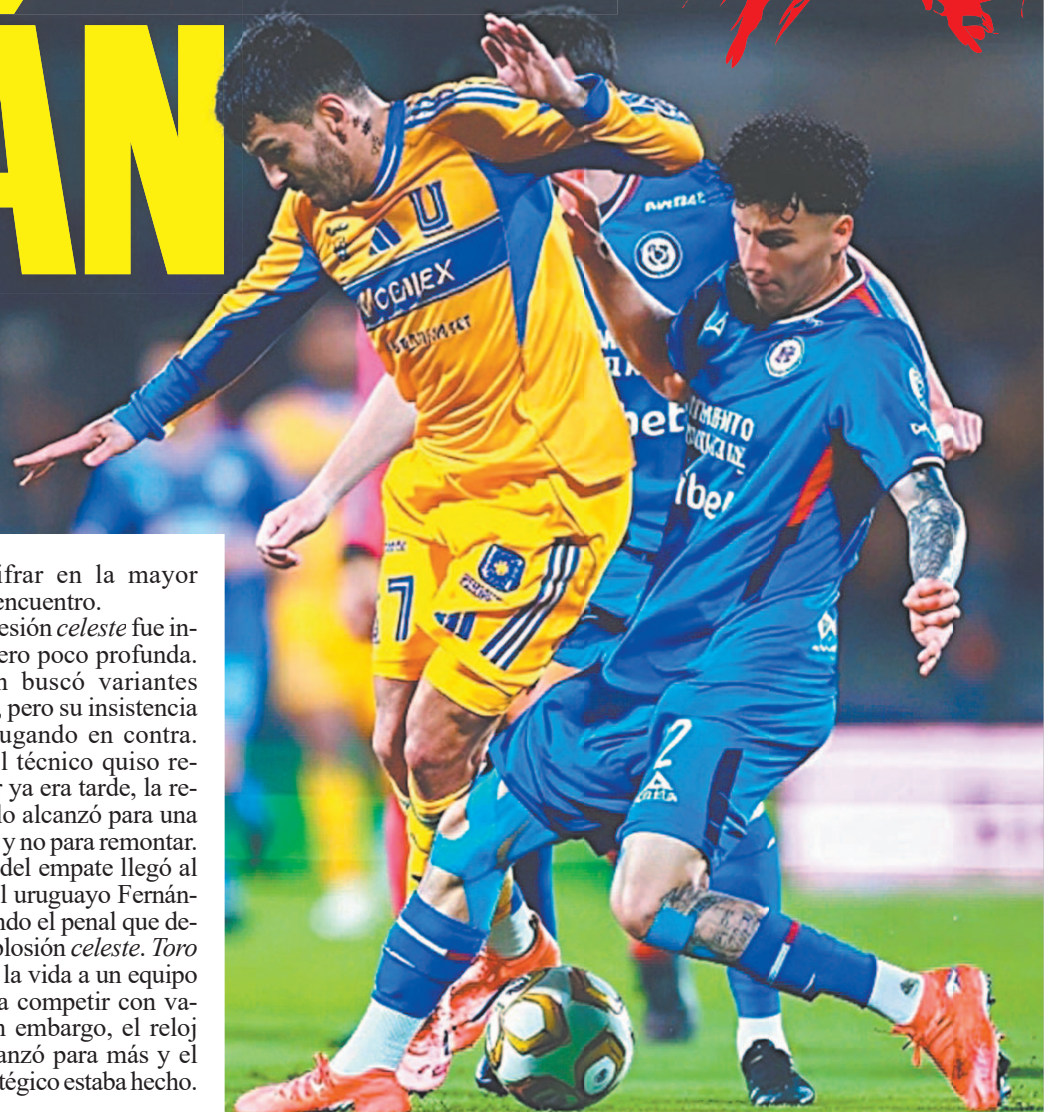 ÁN
ifrar en la mayor
encuentro.
esión celeste fue in-
ero poco profunda.
n buscó variantes
, pero su insistencia
ugando en contra.
l técnico quiso re-
r ya era tarde, la re-
lo alcanzó para una
y no para remontar.
del empate llegó al
l uruguayo Fernán-
ndo el penal que de-
plosión celeste. Toro
la vida a un equipo
a competir con va-
n embargo, el reloj
anzó para más y el
tégico estaba hecho.
U
bet
7
2